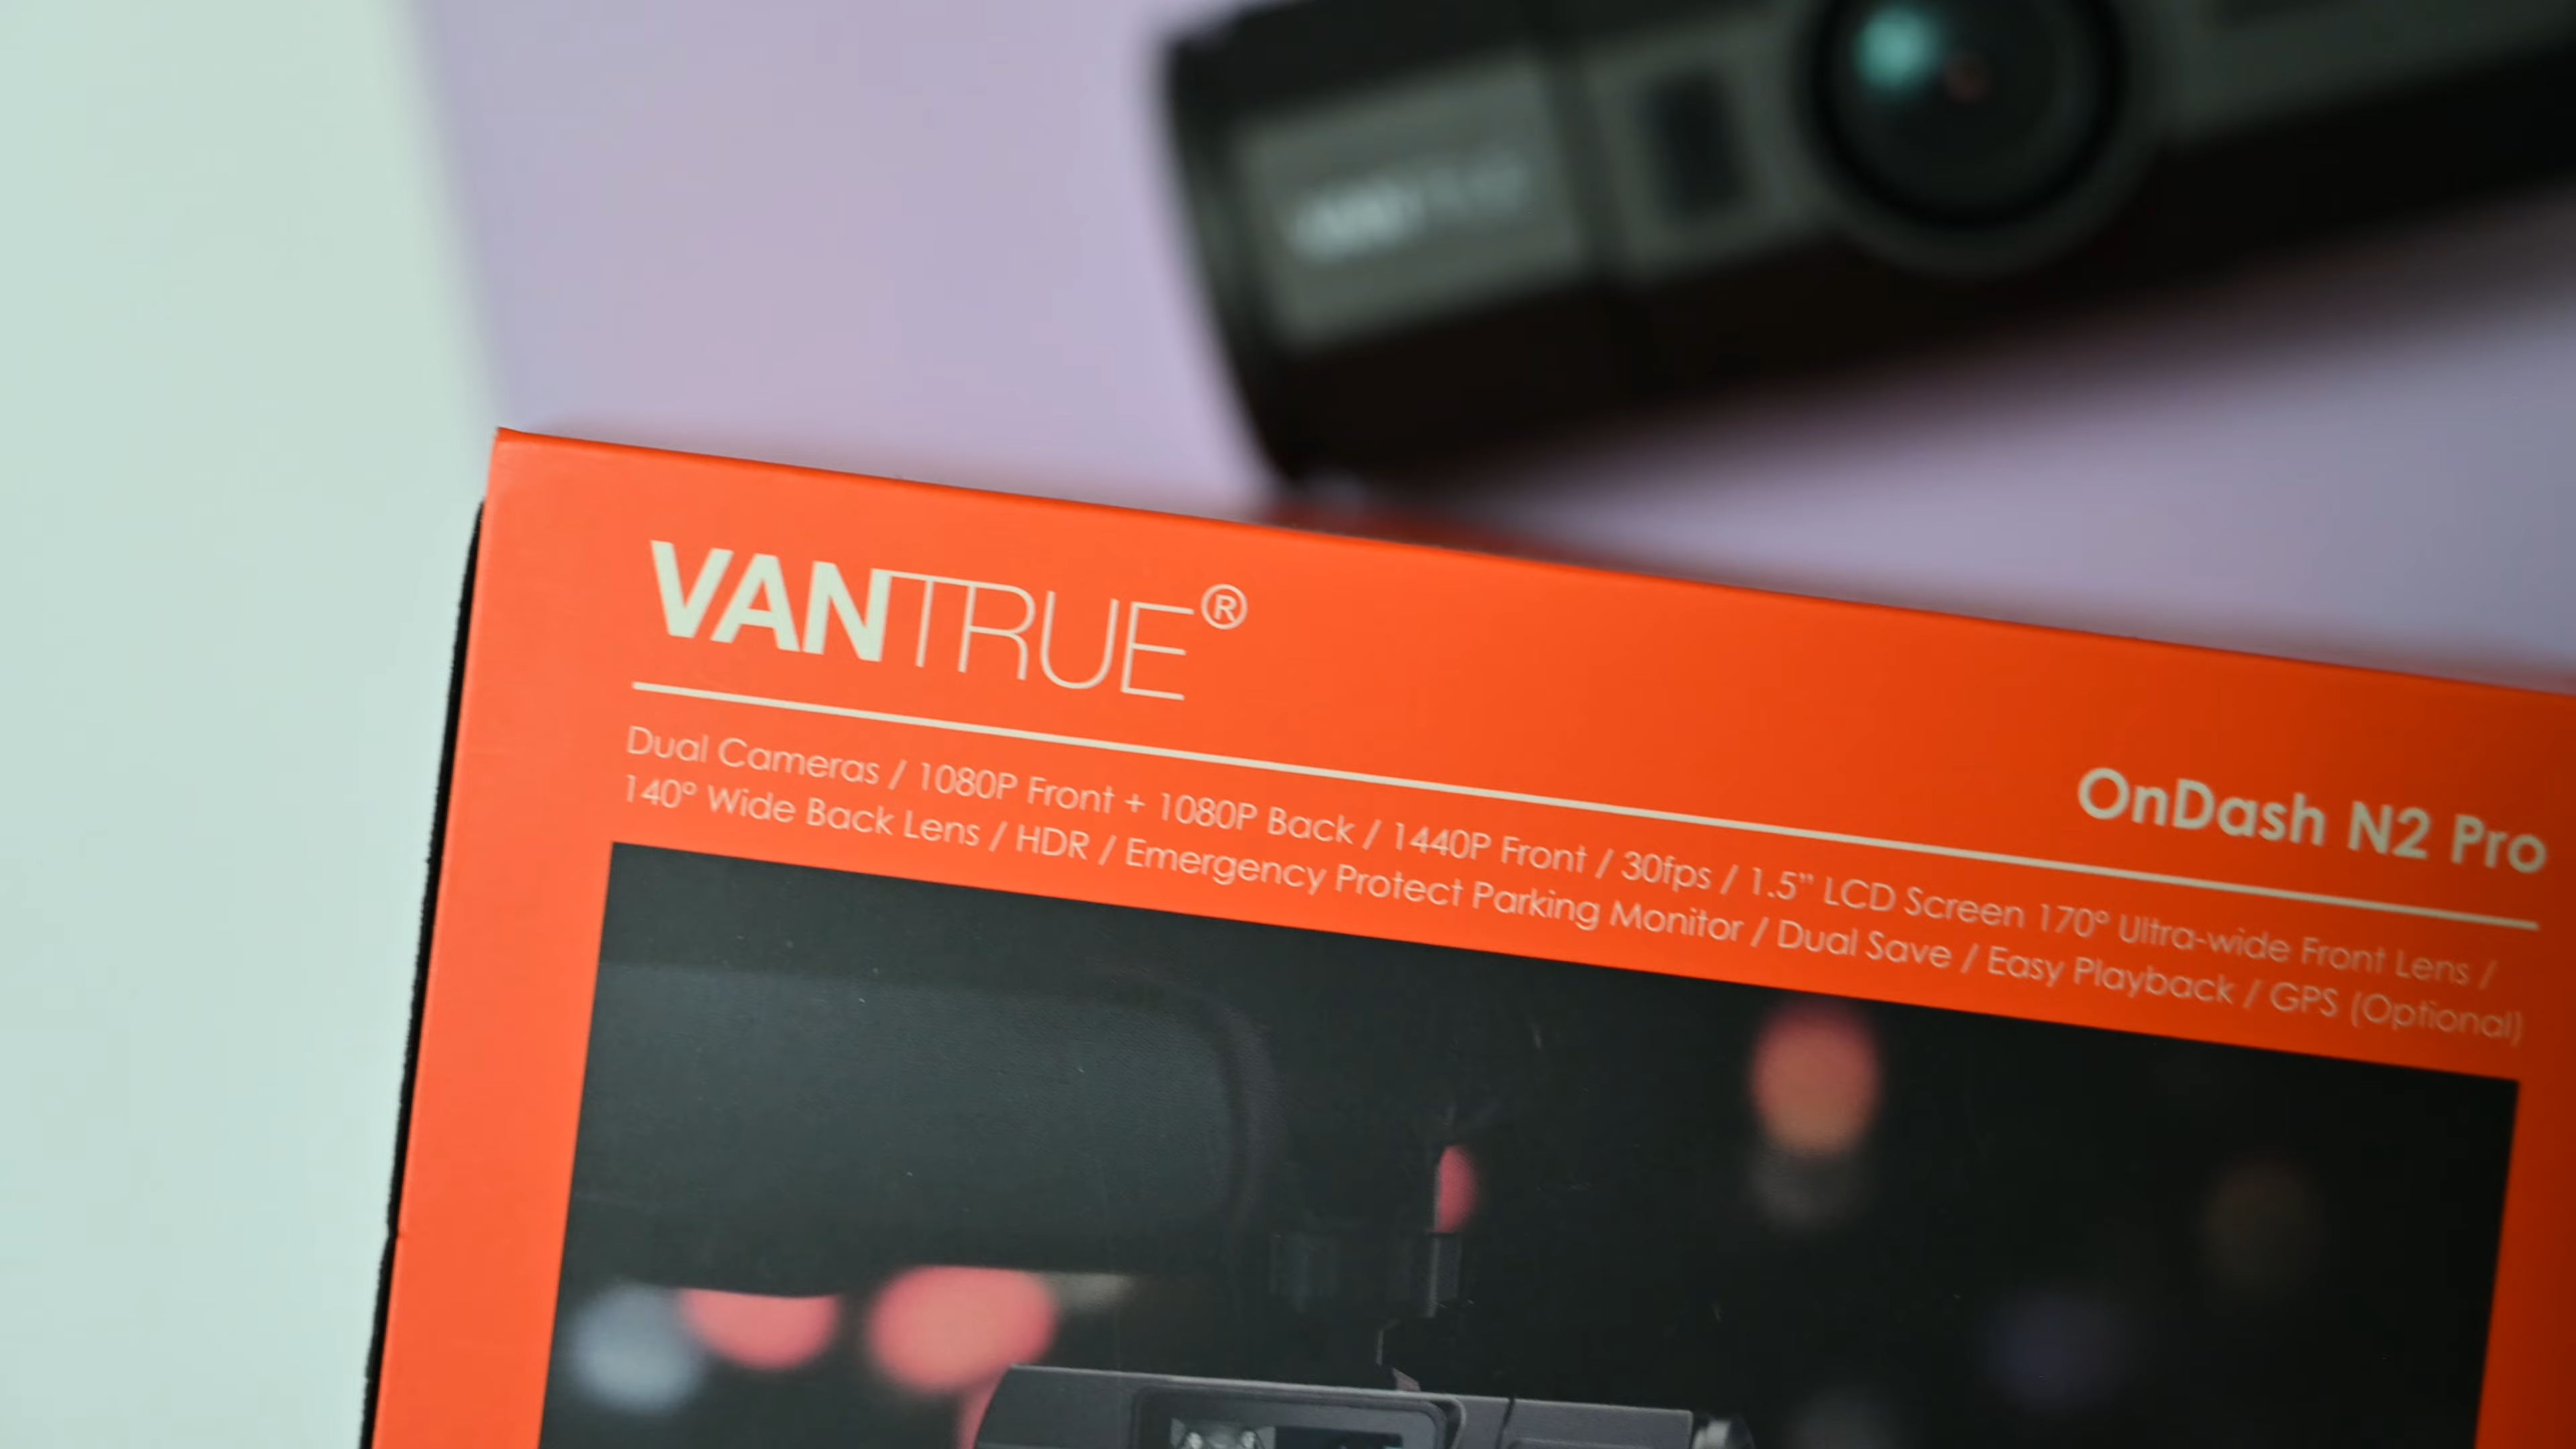 VANTRUE®
OnDash N2 Pro
Dual Cameras / 1080P Front + 1080P Back / 1440P Front / 30fps / 1.5” LCD Screen 170° Ultra-wide Front Lens /
140° Wide Back Lens / HDR / Emergency Protect Parking Monitor / Dual Save / Easy Playback / GPS (Optional)